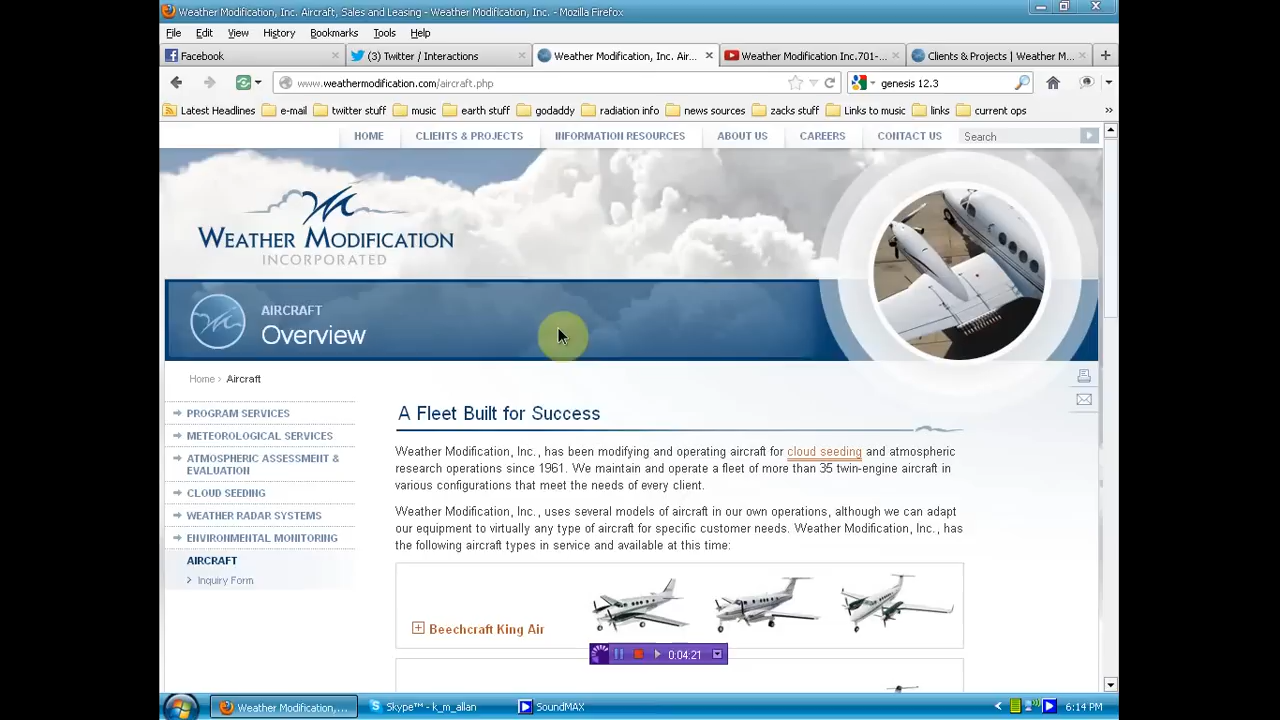 Weather Modification, Inc. Aircraft, Sales and Leasing - Weather Modification, Inc. - Mozilla Firefox
File Edit View History Bookmarks Tools Help
Facebook (3) Twitter / Interactions Weather Modification, Inc. Air... Weather Modification Inc.701-... Clients & Projects | Weather M...
www.weathermodification.com/aircraft.php genesis 12.3
Latest Headlines e-mail twitter stuff music earth stuff godaddy radiation info news sources zacks stuff Links to music links current ops
HOME CLIENTS & PROJECTS INFORMATION RESOURCES ABOUT US CAREERS CONTACT US Search
WEATHER MODIFICATION
INCORPORATED
AIRCRAFT
Overview
Home › Aircraft
PROGRAM SERVICES
METEOROLOGICAL SERVICES
ATMOSPHERIC ASSESSMENT &
EVALUATION
CLOUD SEEDING
WEATHER RADAR SYSTEMS
ENVIRONMENTAL MONITORING
AIRCRAFT
Inquiry Form
A Fleet Built for Success
Weather Modification, Inc., has been modifying and operating aircraft for cloud seeding and atmospheric
research operations since 1961. We maintain and operate a fleet of more than 35 twin-engine aircraft in
various configurations that meet the needs of every client.
Weather Modification, Inc., uses several models of aircraft in our own operations, although we can adapt
our equipment to virtually any type of aircraft for specific customer needs. Weather Modification, Inc., has
the following aircraft types in service and available at this time:
Beechcraft King Air
0:04:21
Weather Modification,... Skype™ - k_m_allan SoundMAX 6:14 PM